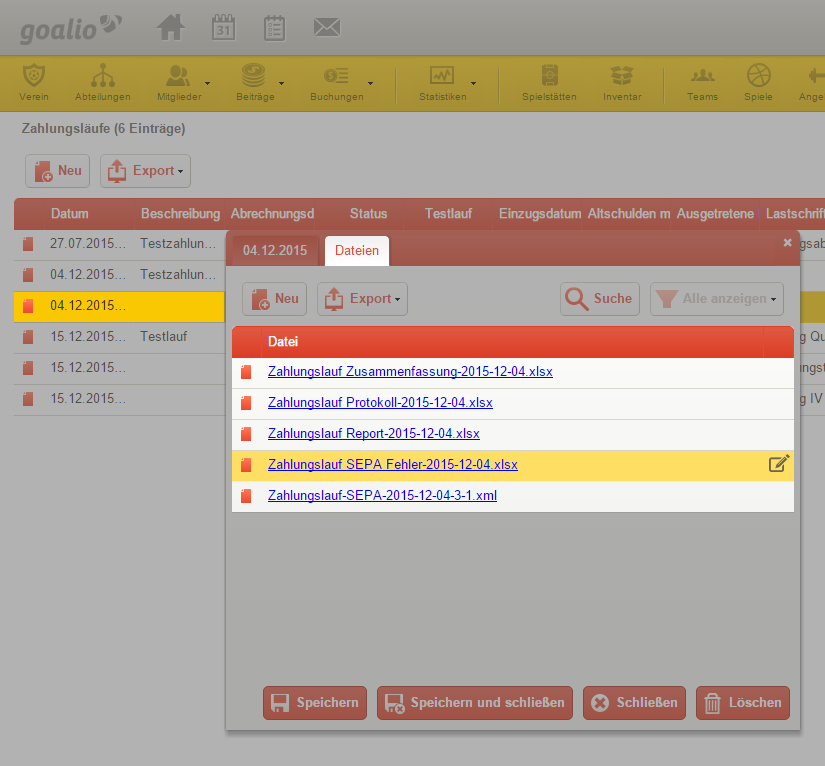 goalio
31
Verein Abteilungen Mitglieder Beiträge Buchungen Statistiken Spielstätten Inventar Teams Spiele Ange
Zahlungsläufe (6 Einträge)
Neu Export
Datum Beschreibung Abrechnungsd Status Testlauf Einzugsdatum Altschulden m Ausgetretene Lastschrift
27.07.2015... Testzahlun... gsab
04.12.2015... Testzahlun...
04.12.2015...
15.12.2015... Testlauf g Qu
15.12.2015... ngst
15.12.2015... g IV
04.12.2015 Dateien
Neu Export Suche Alle anzeigen
Datei
Zahlungslauf Zusammenfassung-2015-12-04.xlsx
Zahlungslauf Protokoll-2015-12-04.xlsx
Zahlungslauf Report-2015-12-04.xlsx
Zahlungslauf SEPA Fehler-2015-12-04.xlsx
Zahlungslauf-SEPA-2015-12-04-3-1.xml
Speichern Speichern und schließen Schließen Löschen